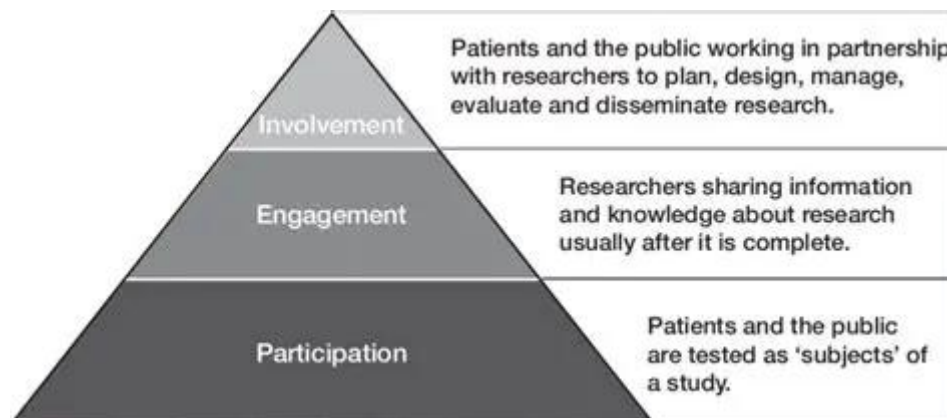 Involvement
Patients and the public working in partnership
with researchers to plan, design, manage,
evaluate and disseminate research.
Engagement
Researchers sharing information
and knowledge about research
usually after it is complete.
Participation
Patients and the public
are tested as ‘subjects’ of
a study.